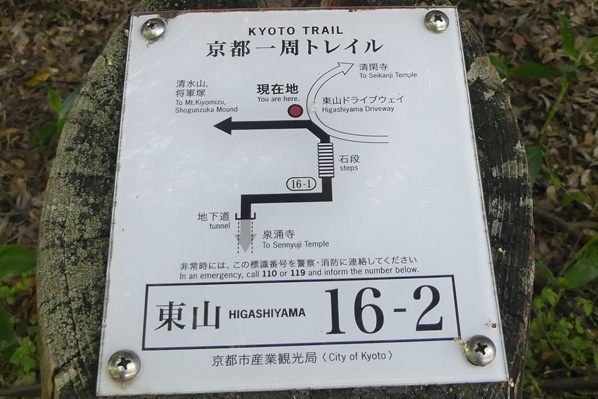 KYOTO TRAIL
京都一周トレイル
清閑寺
To Seikanji Temple
清水山,
将軍塚
To Mt.Kiyomizu,
Shogunzuka Mound
現在地
You are here.
東山ドライブウェイ
Higashiyama Driveway
石段
steps
16-1
地下道
tunnel
泉涌寺
To Sennyuji Temple
非常時には、この標識番号を警察・消防に連絡してください
In an emergency, call 110 or 119 and inform the number below.
東山 HIGASHIYAMA 16-2
京都市産業観光局〈City of Kyoto〉